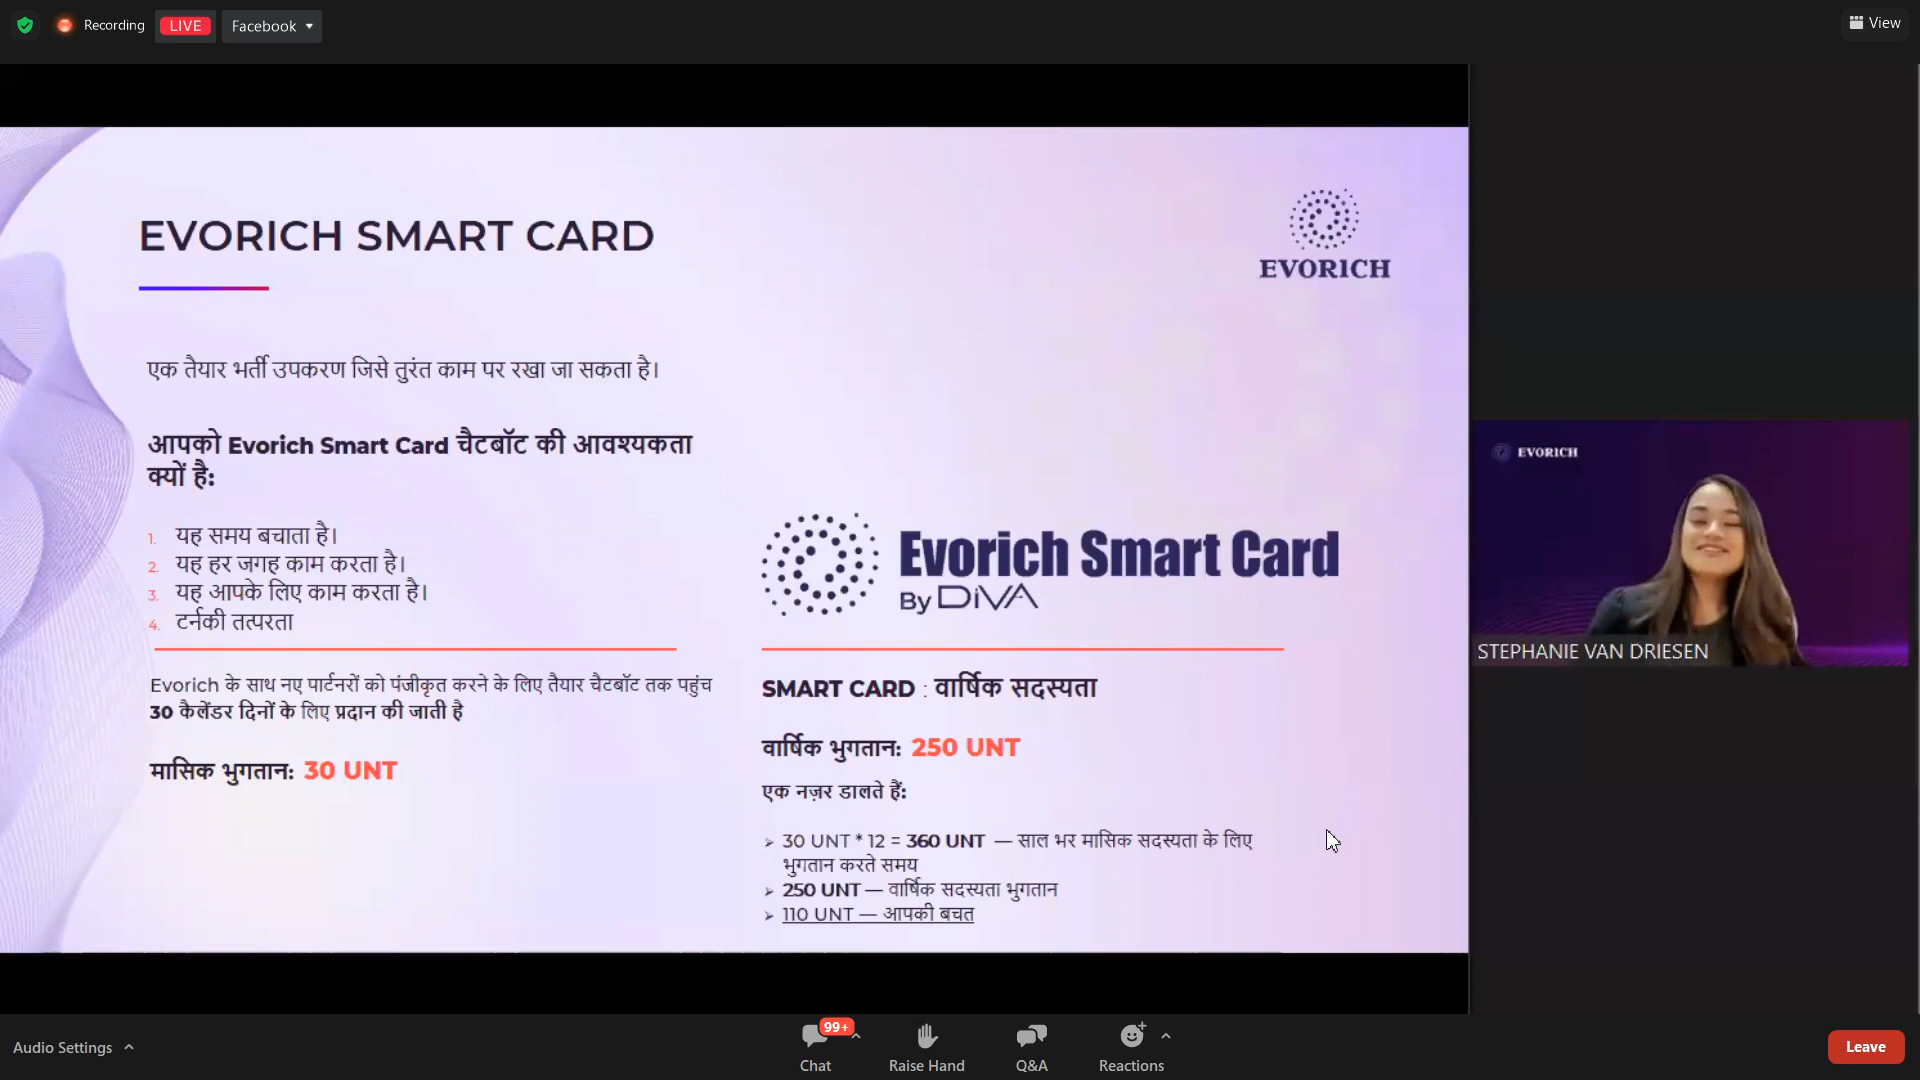 Recording
LIVE
Facebook
View
EVORICH SMART CARD
EVORICH
एक तैयार भर्ती उपकरण जिसे तुरंत काम पर रखा जा सकता है।
आपको Evorich Smart Card चैटबॉट की आवश्यकता
क्यों है:
1. यह समय बचाता है।
2. यह हर जगह काम करता है।
3. यह आपके लिए काम करता है।
4. टर्नकी तत्परता
Evorich के साथ नए पार्टनरों को पंजीकृत करने के लिए तैयार चैटबॉट तक पहुंच
30 कैलेंडर दिनों के लिए प्रदान की जाती है
मासिक भुगतान: 30 UNT
Evorich Smart Card
By DiVA
SMART CARD : वार्षिक सदस्यता
वार्षिक भुगतान: 250 UNT
एक नज़र डालते हैं:
➢ 30 UNT * 12 = 360 UNT — साल भर मासिक सदस्यता के लिए
भुगतान करते समय
➢ 250 UNT — वार्षिक सदस्यता भुगतान
➢ 110 UNT — आपकी बचत
EVORICH
STEPHANIE VAN DRIESEN
Audio Settings
99+
Chat
Raise Hand
Q&A
Reactions
Leave